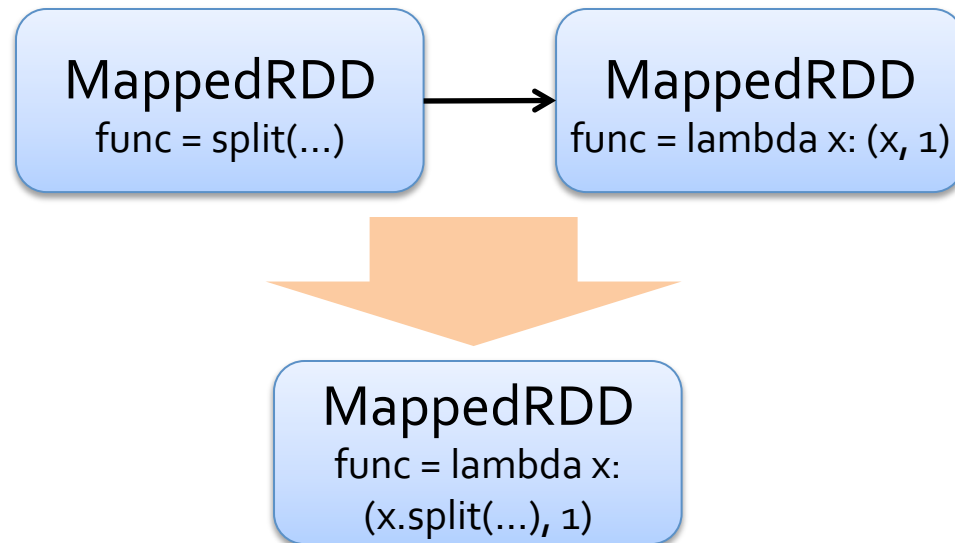 MappedRDD
func = split(…)
MappedRDD
func = lambda x: (x, 1)
MappedRDD
func = lambda x:
(x.split(…), 1)